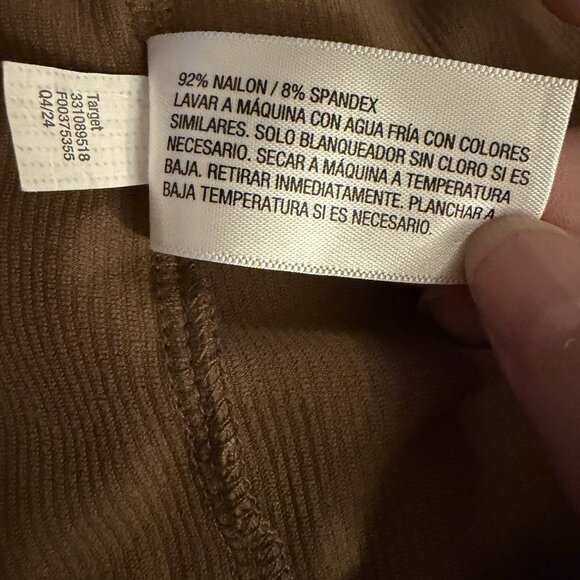 92% NAILON / 8% SPANDEX
LAVAR A MÁQUINA CON AGUA FRÍA CON COLORES
SIMILARES. SOLO BLANQUEADOR SIN CLORO SI ES
NECESARIO. SECAR A MÁQUINA A TEMPERATURA
BAJA. RETIRAR INMEDIATAMENTE. PLANCHAR A
BAJA TEMPERATURA SI ES NECESARIO.
Target
331089518
F00375355
Q4/24